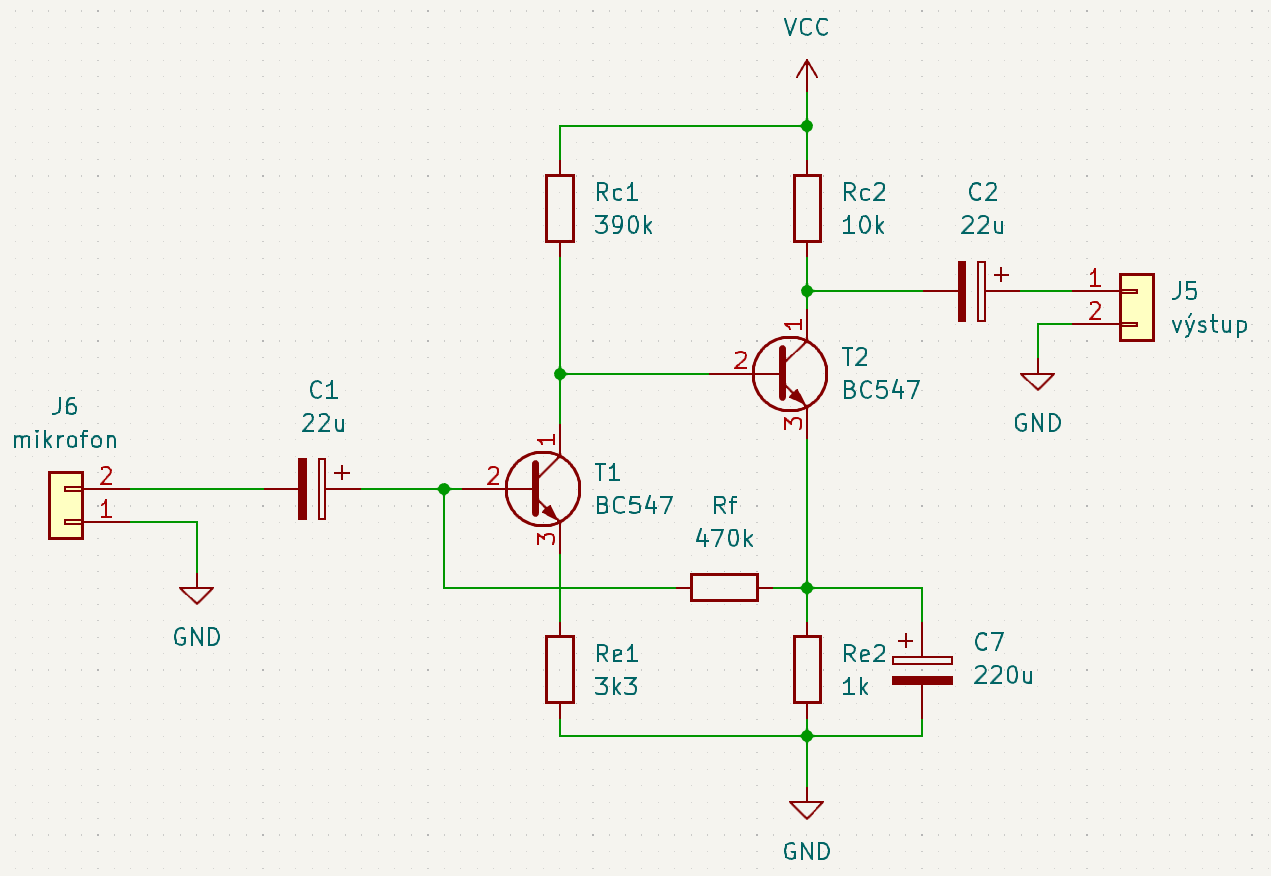 VCC
Rc1
390k
Rc2
10k
C2
22u
+
1
2
J5
výstup
GND
1
2
T2
BC547
3
C1
22u
+
J6
mikrofon
2
1
GND
1
2
T1
BC547
3
Rf
470k
Re1
3k3
Re2
1k
+
C7
220u
GND